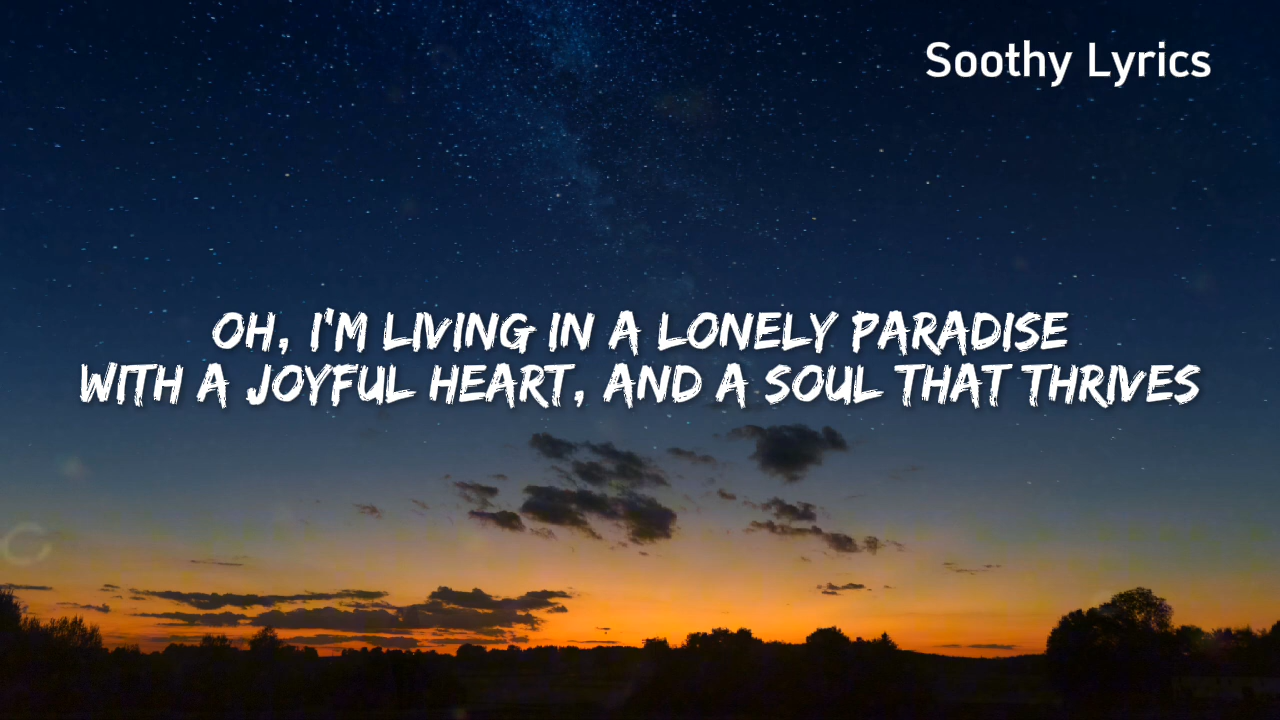 Soothy Lyrics
OH, I'M LIVING IN A LONELY PARADISE
WITH A JOYFUL HEART, AND A SOUL THAT THRIVES